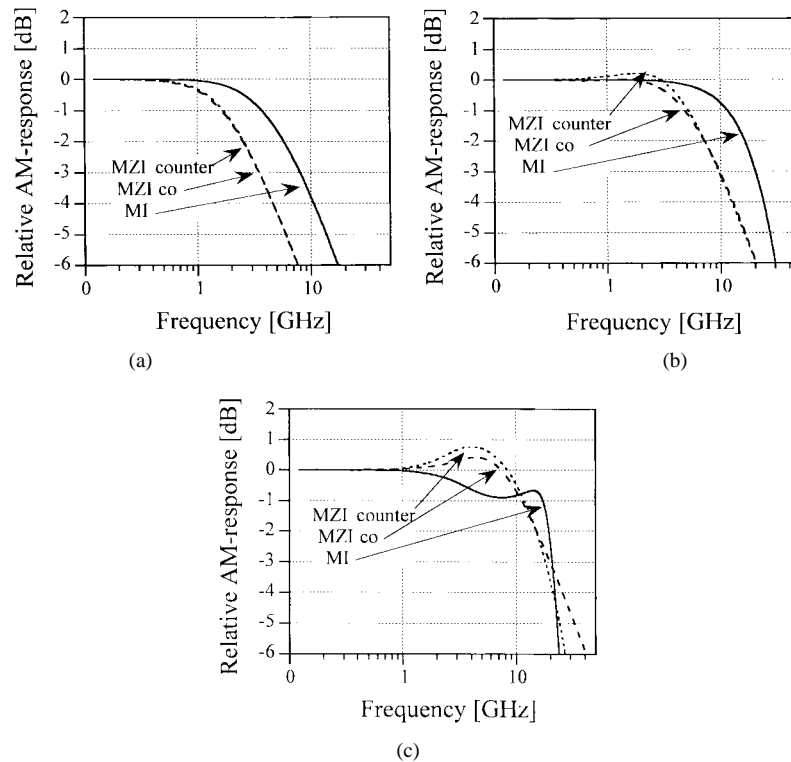 Relative AM-response [dB]
2
1
0
-1
-2
-3
-4
-5
-6
MZI counter
MZI co
MI
0
1
10
Frequency [GHz]
(a)
Relative AM-response [dB]
2
1
0
-1
-2
-3
-4
-5
-6
MZI counter
MZI co
MI
0
1
10
Frequency [GHz]
(b)
Relative AM-response [dB]
2
1
0
-1
-2
-3
-4
-5
-6
MZI counter
MZI co
MI
0
1
10
Frequency [GHz]
(c)